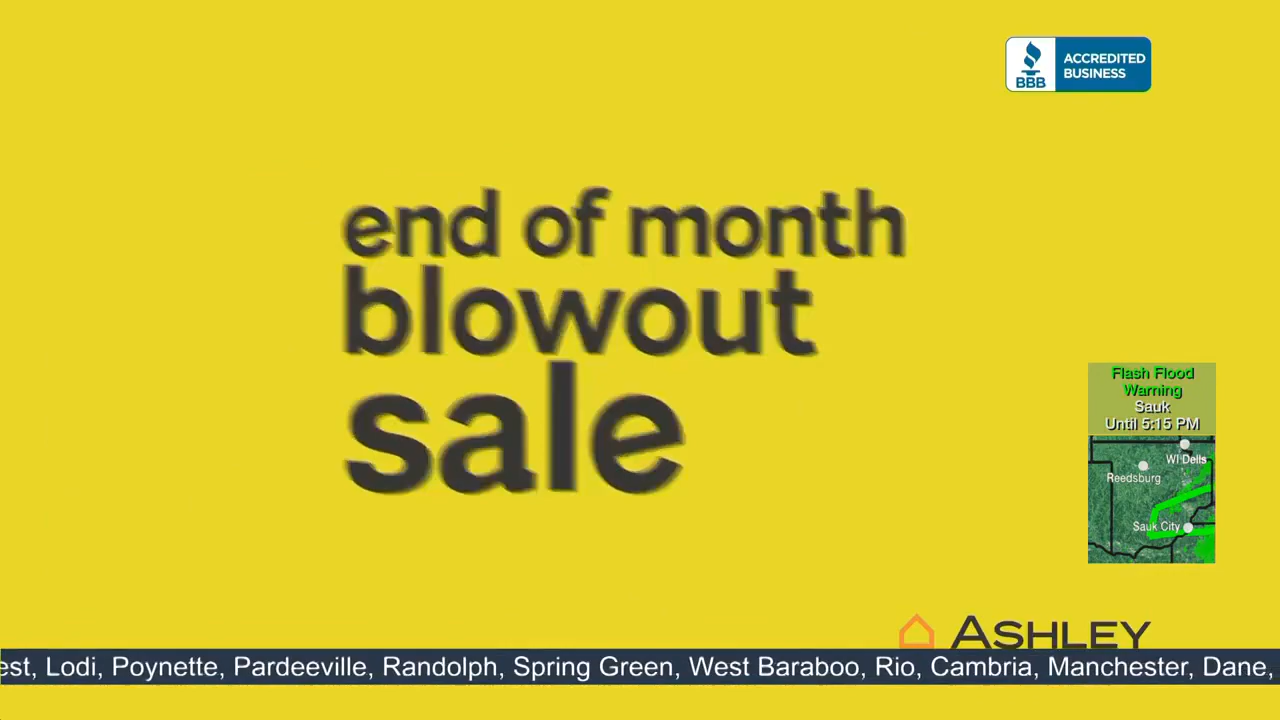 BBB ACCREDITED
BUSINESS
end of month
blowout
sale
Flash Flood
Warning
Sauk
Until 5:15 PM
WI Dells
Reedsburg
Sauk City
ASHLEY
est, Lodi, Poynette, Pardeeville, Randolph, Spring Green, West Baraboo, Rio, Cambria, Manchester, Dane,